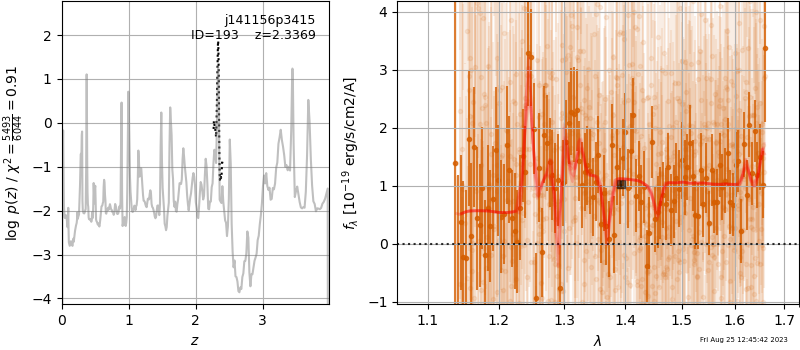 j141156p3415
ID=193 z=2.3369
log p(z) / χ² = 5493/6044 = 0.91
2
1
0
−1
−2
−3
−4
0 1 2 3
z
f_λ [10⁻¹⁹ erg/s/cm2/A]
4
3
2
1
0
−1
1.1 1.2 1.3 1.4 1.5 1.6 1.7
λ
Fri Aug 25 12:45:42 2023